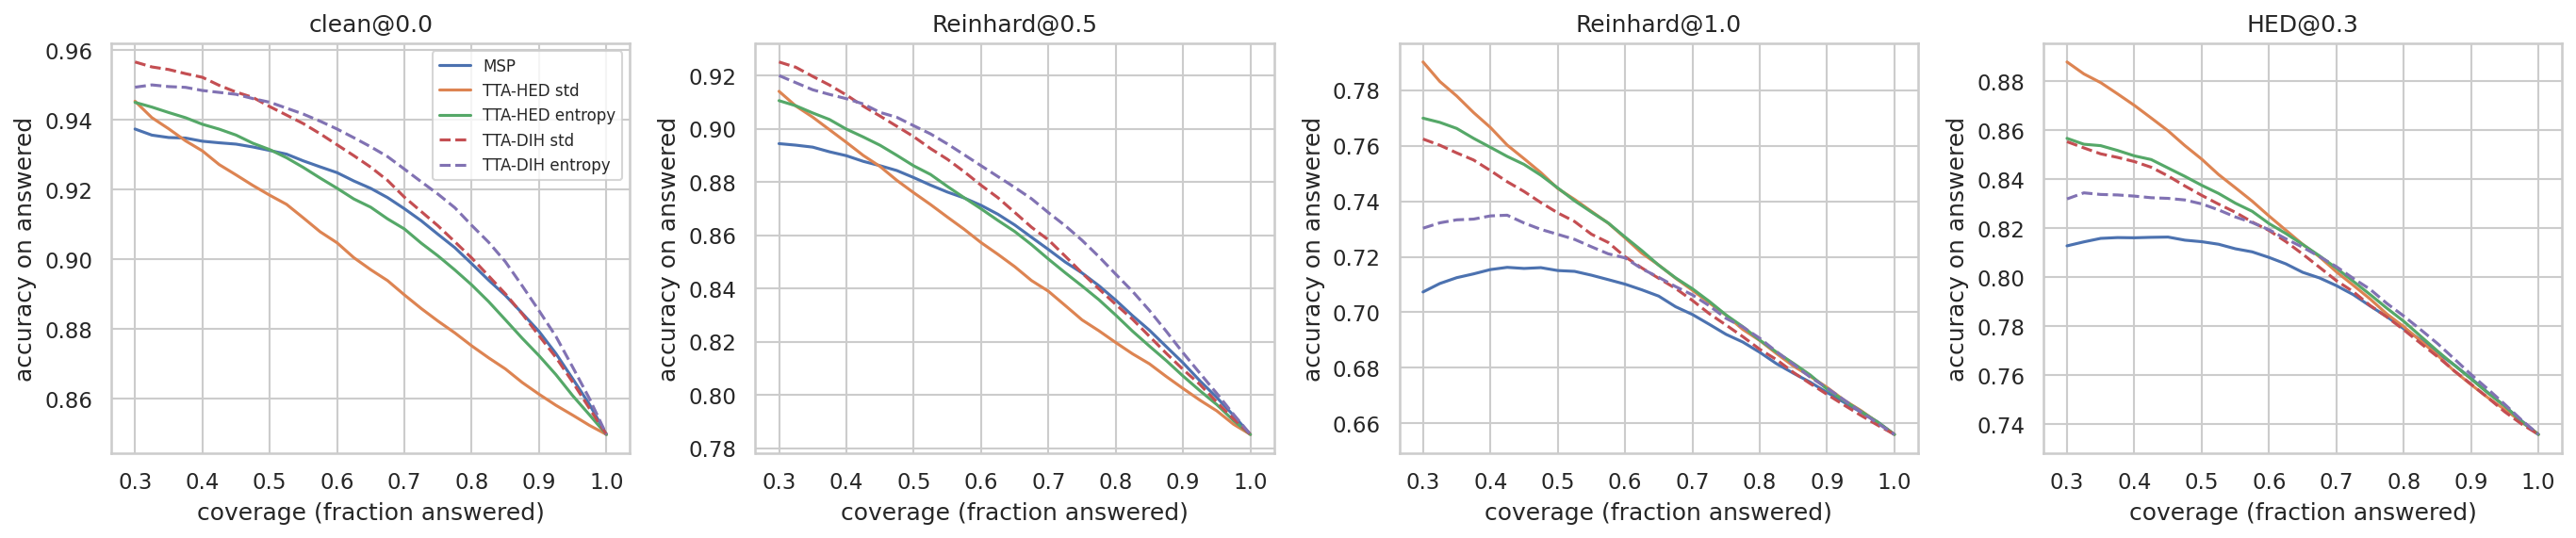 clean@0.0
0.96
0.94
0.92
0.90
0.88
0.86
accuracy on answered
MSP
TTA-HED std
TTA-HED entropy
TTA-DIH std
TTA-DIH entropy
0.3 0.4 0.5 0.6 0.7 0.8 0.9 1.0
coverage (fraction answered)
Reinhard@0.5
0.92
0.90
0.88
0.86
0.84
0.82
0.80
0.78
accuracy on answered
0.3 0.4 0.5 0.6 0.7 0.8 0.9 1.0
coverage (fraction answered)
Reinhard@1.0
0.78
0.76
0.74
0.72
0.70
0.68
0.66
accuracy on answered
0.3 0.4 0.5 0.6 0.7 0.8 0.9 1.0
coverage (fraction answered)
HED@0.3
0.88
0.86
0.84
0.82
0.80
0.78
0.76
0.74
accuracy on answered
0.3 0.4 0.5 0.6 0.7 0.8 0.9 1.0
coverage (fraction answered)